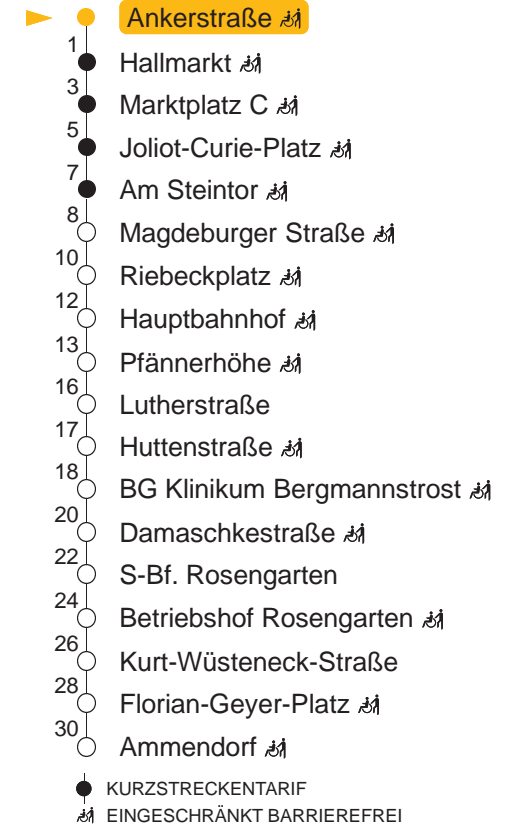 Ankerstraße
1
Hallmarkt
3
Marktplatz C
5
Joliot-Curie-Platz
7
Am Steintor
8
Magdeburger Straße
10
Riebeckplatz
12
Hauptbahnhof
13
Pfännerhöhe
16
Lutherstraße
17
Huttenstraße
18
BG Klinikum Bergmannstrost
20
Damaschkestraße
22
S-Bf. Rosengarten
24
Betriebshof Rosengarten
26
Kurt-Wüsteneck-Straße
28
Florian-Geyer-Platz
30
Ammendorf
KURZSTRECKENTARIF
EINGESCHRÄNKT BARRIEREFREI